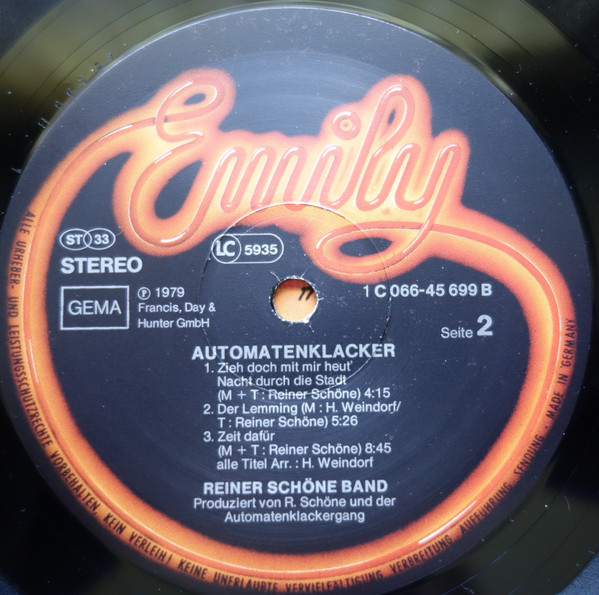 Emily
ST 33
STEREO
LC 5935
GEMA
℗ 1979
Francis, Day &
Hunter GmbH
1 C 066-45 699 B
Seite 2
AUTOMATENKLACKER
1. Zieh doch mit mir heut'
Nacht durch die Stadt
(M + T : Reiner Schöne) 4:15
2. Der Lemming (M : H. Weindorf/
T : Reiner Schöne) 5:26
3. Zeit dafür
(M + T : Reiner Schöne) 8:45
alle Titel Arr. : H. Weindorf
REINER SCHÖNE BAND
Produziert von R. Schöne und der
Automatenklackergang
ALLE URHEBER- UND LEISTUNGSSCHUTZRECHTE VORBEHALTEN. KEIN VERLEIH! KEINE UNERLAUBTE VERVIELFÄLTIGUNG, VERBREITUNG, AUFFÜHRUNG, SENDUNG. - MADE IN GERMANY